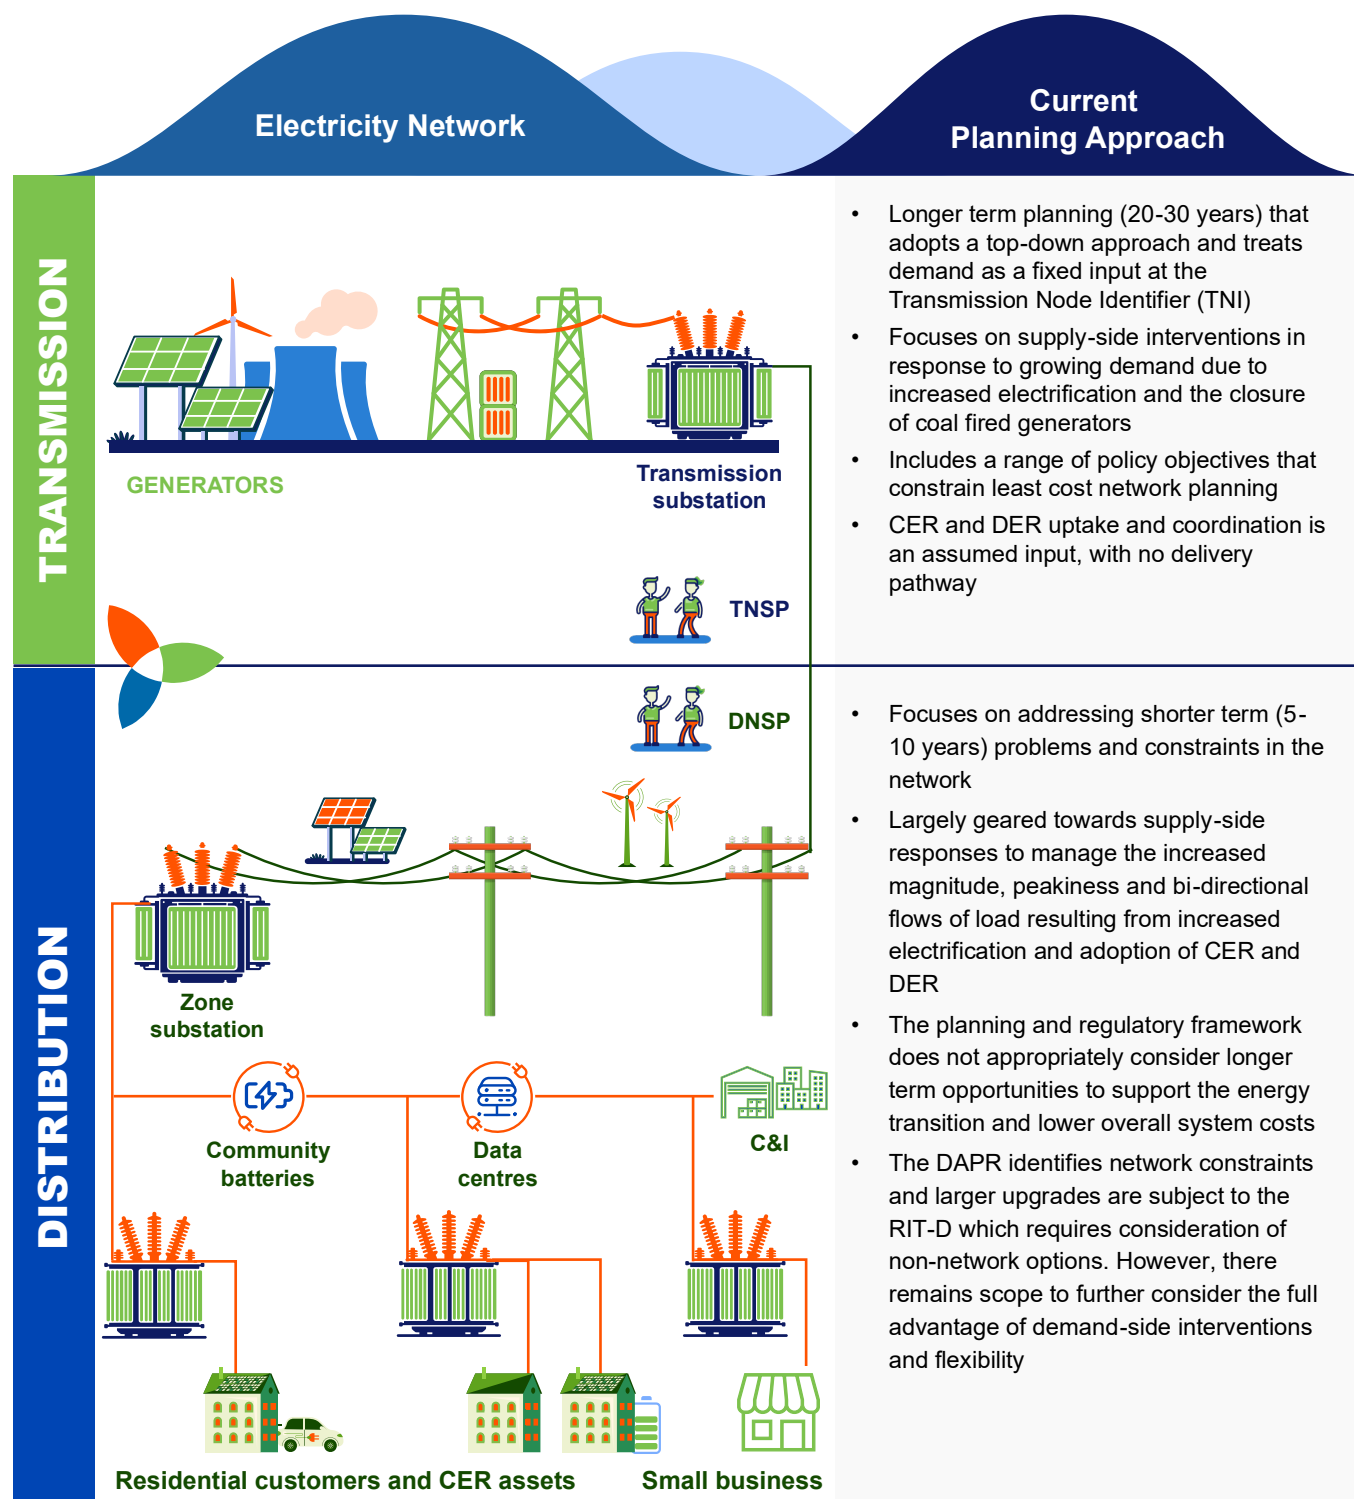 Electricity Network
Current
Planning Approach
TRANSMISSION
GENERATORS
Transmission
substation
TNSP
• Longer term planning (20-30 years) that
adopts a top-down approach and treats
demand as a fixed input at the
Transmission Node Identifier (TNI)
• Focuses on supply-side interventions in
response to growing demand due to
increased electrification and the closure
of coal fired generators
• Includes a range of policy objectives that
constrain least cost network planning
• CER and DER uptake and coordination is
an assumed input, with no delivery
pathway
DISTRIBUTION
DNSP
Zone
substation
Community
batteries
Data
centres
C&I
Residential customers and CER assets
Small business
• Focuses on addressing shorter term (5-
10 years) problems and constraints in the
network
• Largely geared towards supply-side
responses to manage the increased
magnitude, peakiness and bi-directional
flows of load resulting from increased
electrification and adoption of CER and
DER
• The planning and regulatory framework
does not appropriately consider longer
term opportunities to support the energy
transition and lower overall system costs
• The DAPR identifies network constraints
and larger upgrades are subject to the
RIT-D which requires consideration of
non-network options. However, there
remains scope to further consider the full
advantage of demand-side interventions
and flexibility